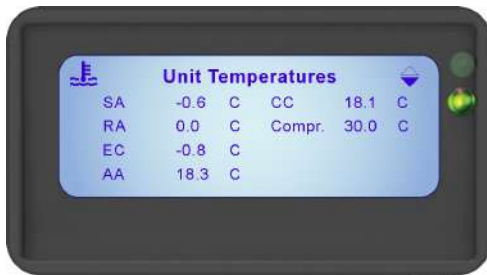 Unit Temperatures
SA -0.6 C CC 18.1 C
RA 0.0 C Compr. 30.0 C
EC -0.8 C
AA 18.3 C